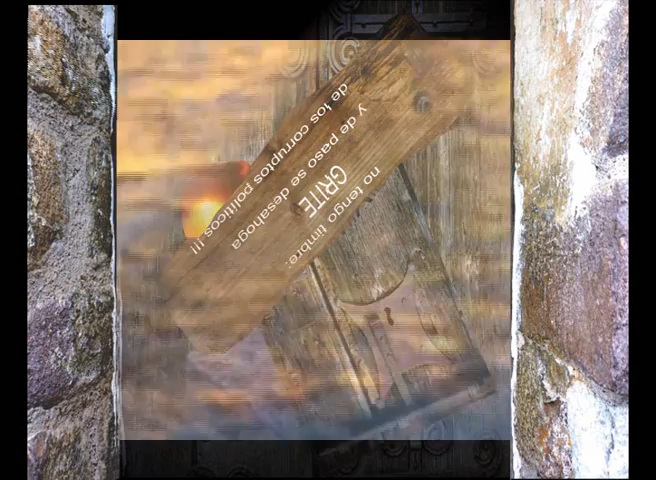 no tengo timbre:
GRITE
y de paso se desahoga
..de los corruptos politicos.!!!